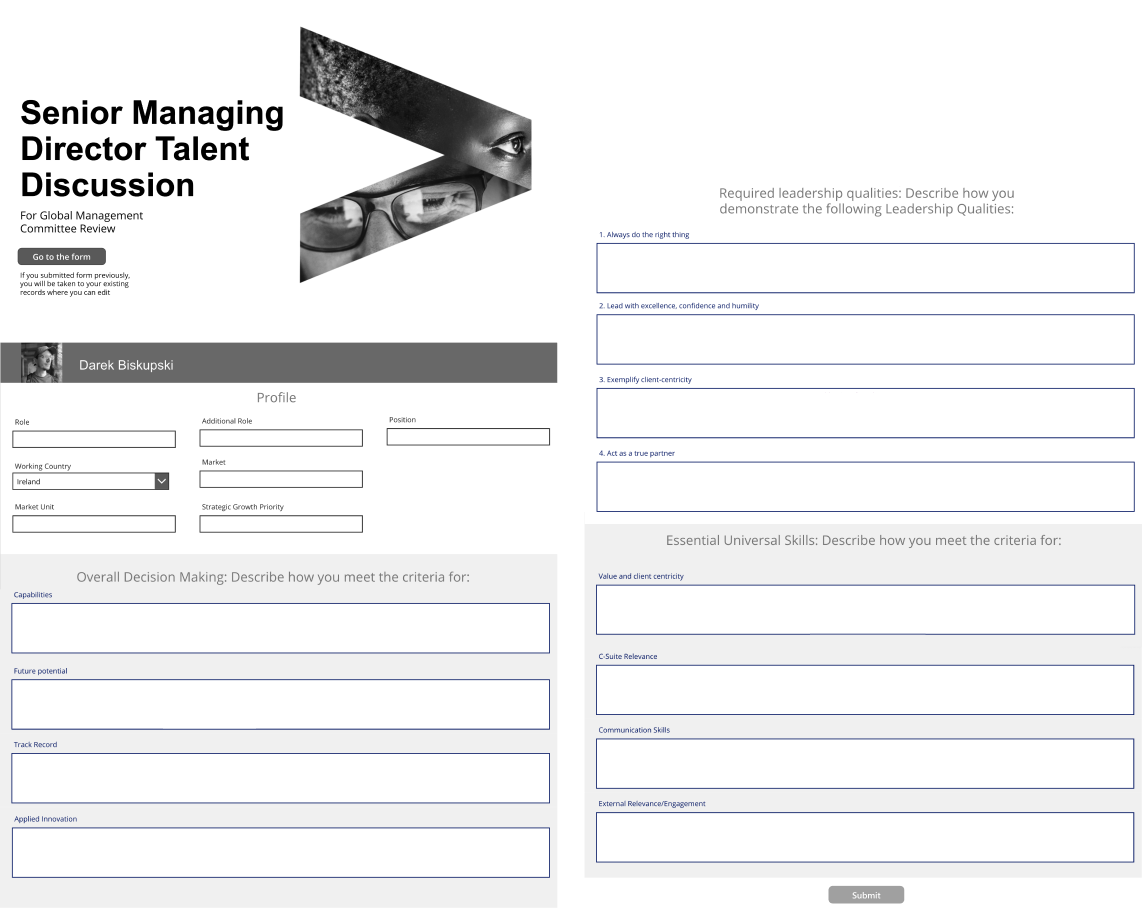 Senior Managing
Director Talent
Discussion
For Global Management
Committee Review
Go to the form
If you submitted form previously,
you will be taken to your existing
records where you can edit
Darek Biskupski
Profile
Role
Additional Role
Position
Working Country
Ireland
Market
Market Unit
Strategic Growth Priority
Overall Decision Making: Describe how you meet the criteria for:
Capabilities
Future potential
Track Record
Applied Innovation
Required leadership qualities: Describe how you
demonstrate the following Leadership Qualities:
1. Always do the right thing
2. Lead with excellence, confidence and humility
3. Exemplify client-centricity
4. Act as a true partner
Essential Universal Skills: Describe how you meet the criteria for:
Value and client centricity
C-Suite Relevance
Communication Skills
External Relevance/Engagement
Submit